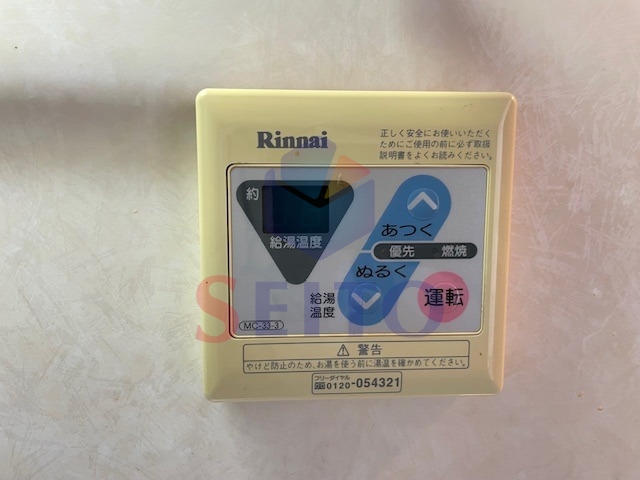 Rinnai
正しく安全にお使いいただく
ためにご使用の前に必ず取扱
説明書をよくお読みください。
約
給湯温度
あつく
優先 燃焼
ぬるく
給湯
温度
運転
SEITO
MC-33-3
⚠警告
やけど防止のため、お湯を使う前に湯温を確かめてください。
フリーダイヤル
0120-054321